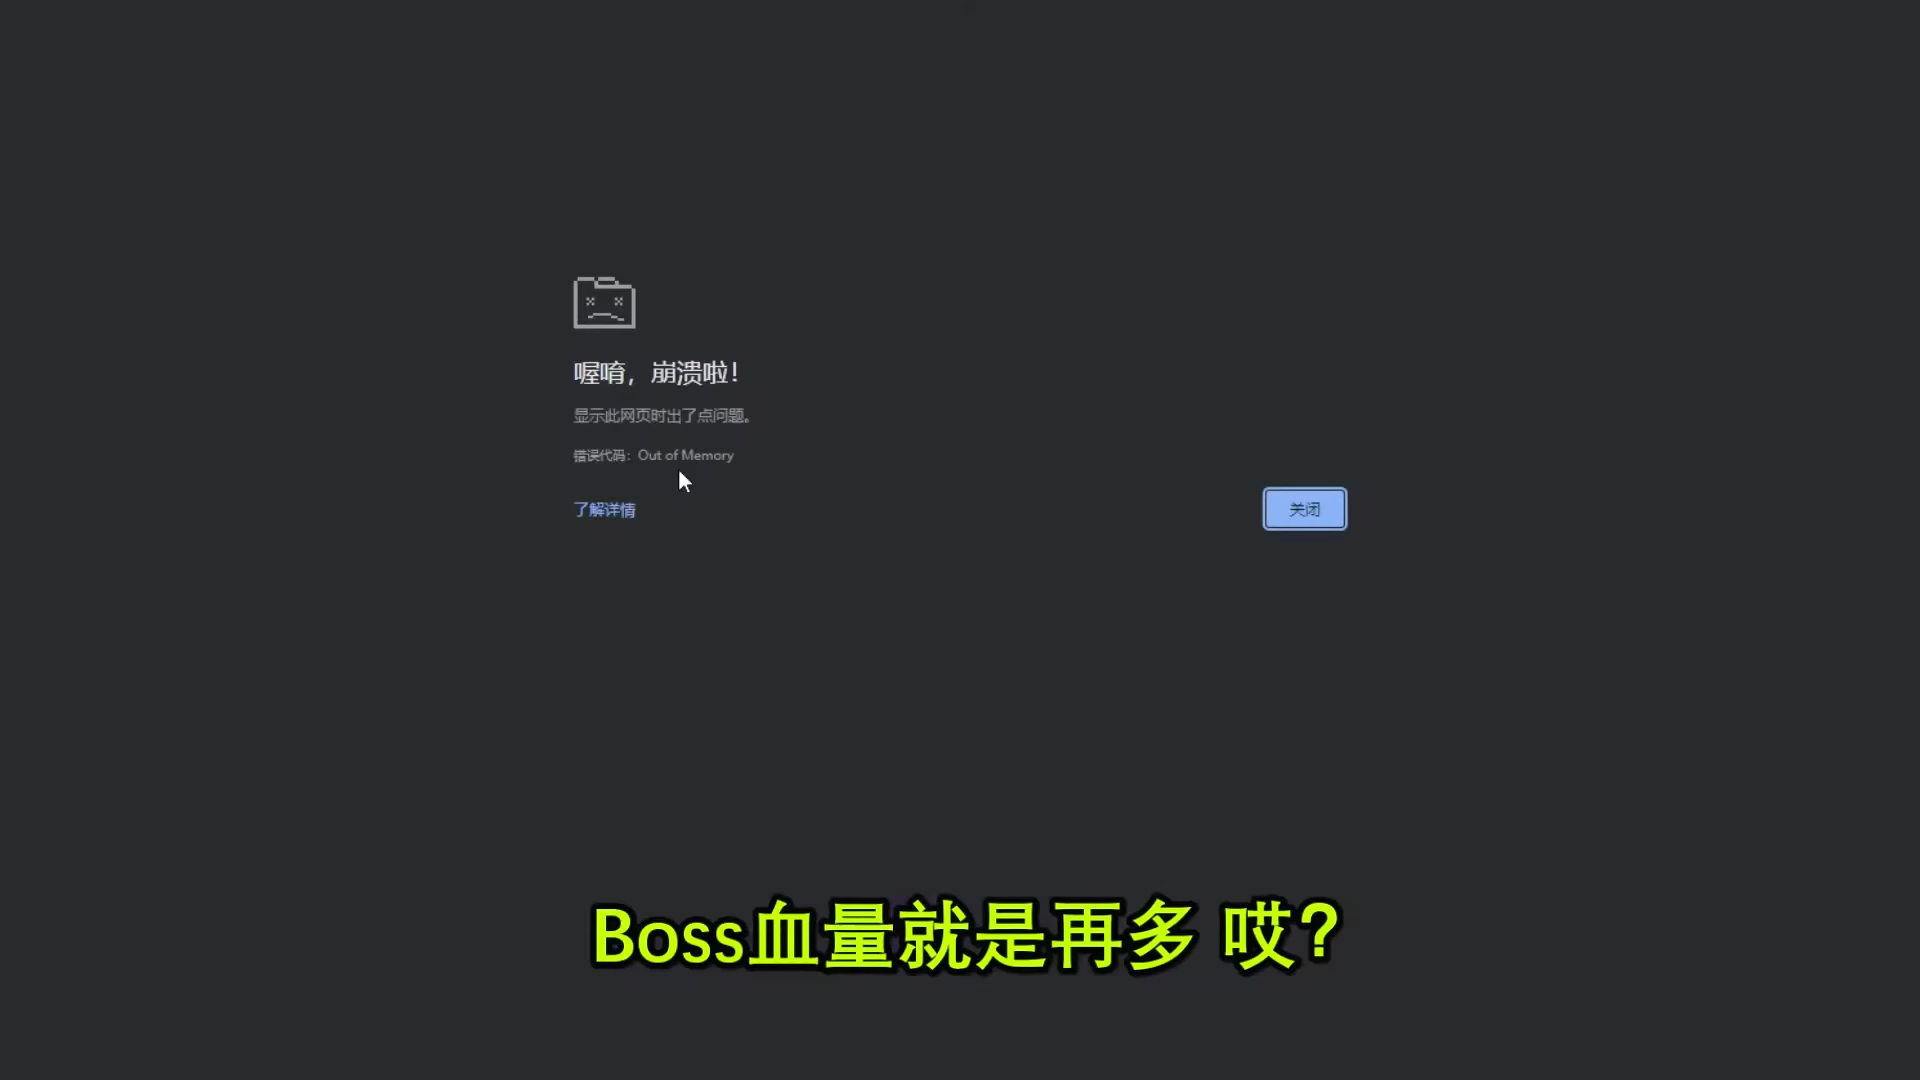 喔唷，崩溃啦！
显示此网页时出了点问题。
错误代码：Out of Memory
了解详情
关闭
Boss血量就是再多 哎？